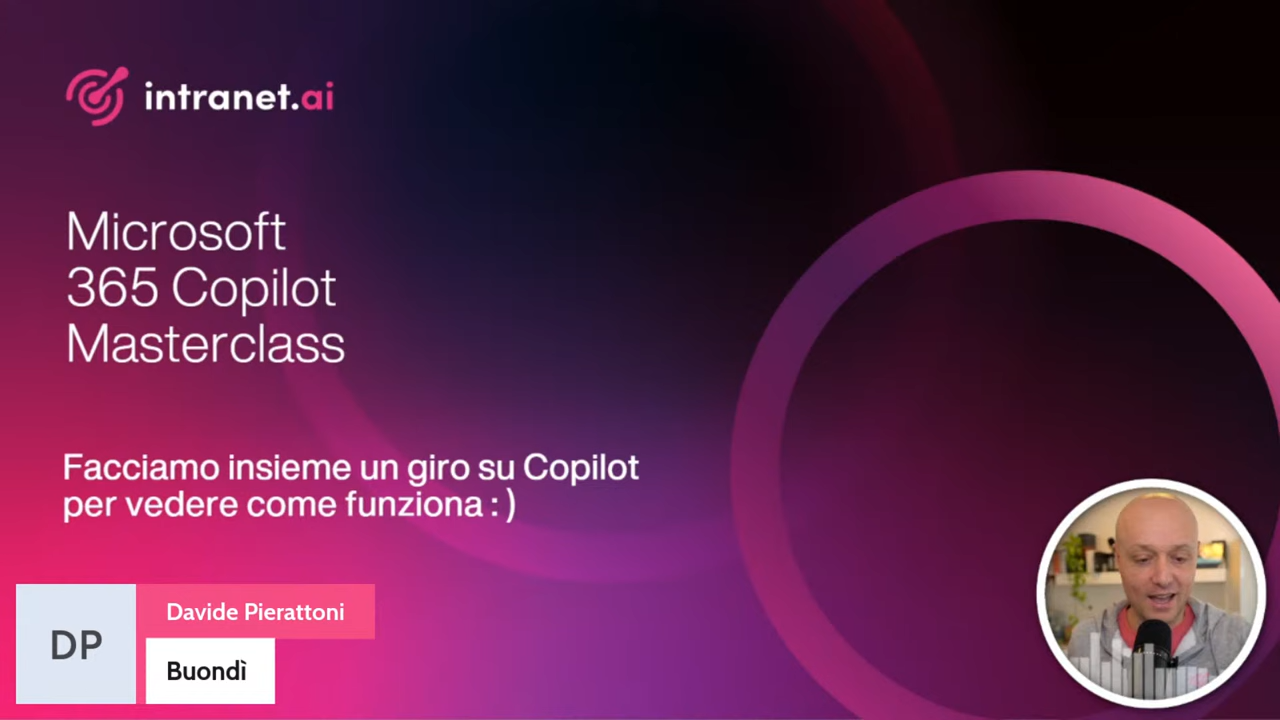 intranet.ai
Microsoft
365 Copilot
Masterclass
Facciamo insieme un giro su Copilot
per vedere come funziona : )
DP
Davide Pierattoni
Buondì